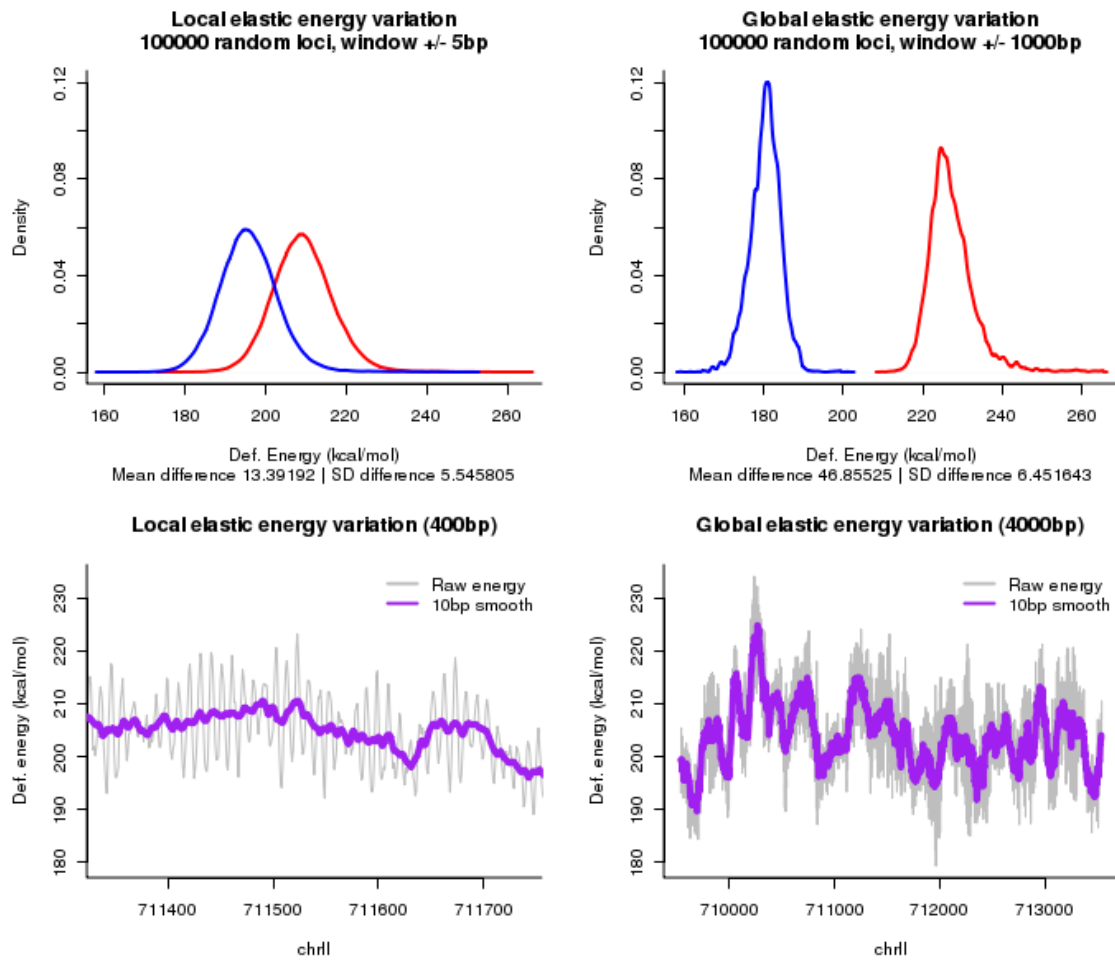 Local elastic energy variation
100000 random loci, window +/- 5bp
Density
0.00 0.04 0.08 0.12
160 180 200 220 240 260
Def. Energy (kcal/mol)
Mean difference 13.39192 | SD difference 5.545805
Global elastic energy variation
100000 random loci, window +/- 1000bp
Density
0.00 0.04 0.08 0.12
160 180 200 220 240 260
Def. Energy (kcal/mol)
Mean difference 46.85525 | SD difference 6.451643
Local elastic energy variation (400bp)
Raw energy
10bp smooth
Def. energy (kcal/mol)
180 190 200 210 220 230
711400 711500 711600 711700
chrII
Global elastic energy variation (4000bp)
Raw energy
10bp smooth
Def. energy (kcal/mol)
180 190 200 210 220 230
710000 711000 712000 713000
chrII